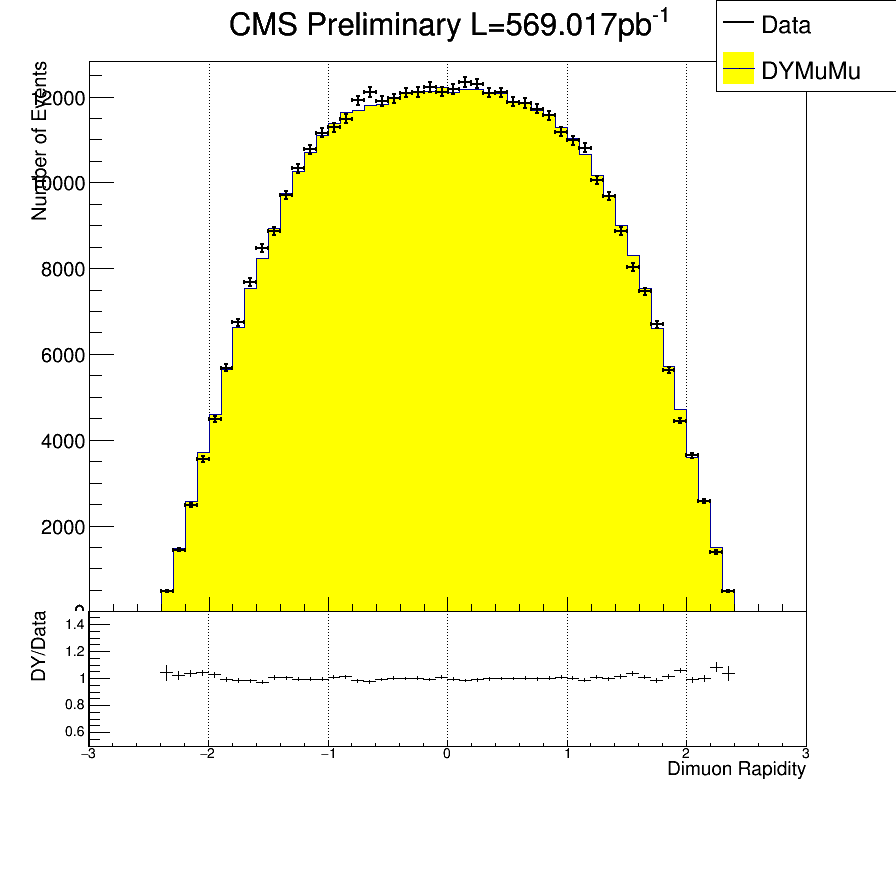 CMS Preliminary L=569.017pb-1
Data
DYMuMu
Number of Events
12000
10000
8000
6000
4000
2000
0
DY/Data
1.4
1.2
1
0.8
0.6
−3 −2 −1 0 1 2 3
Dimuon Rapidity